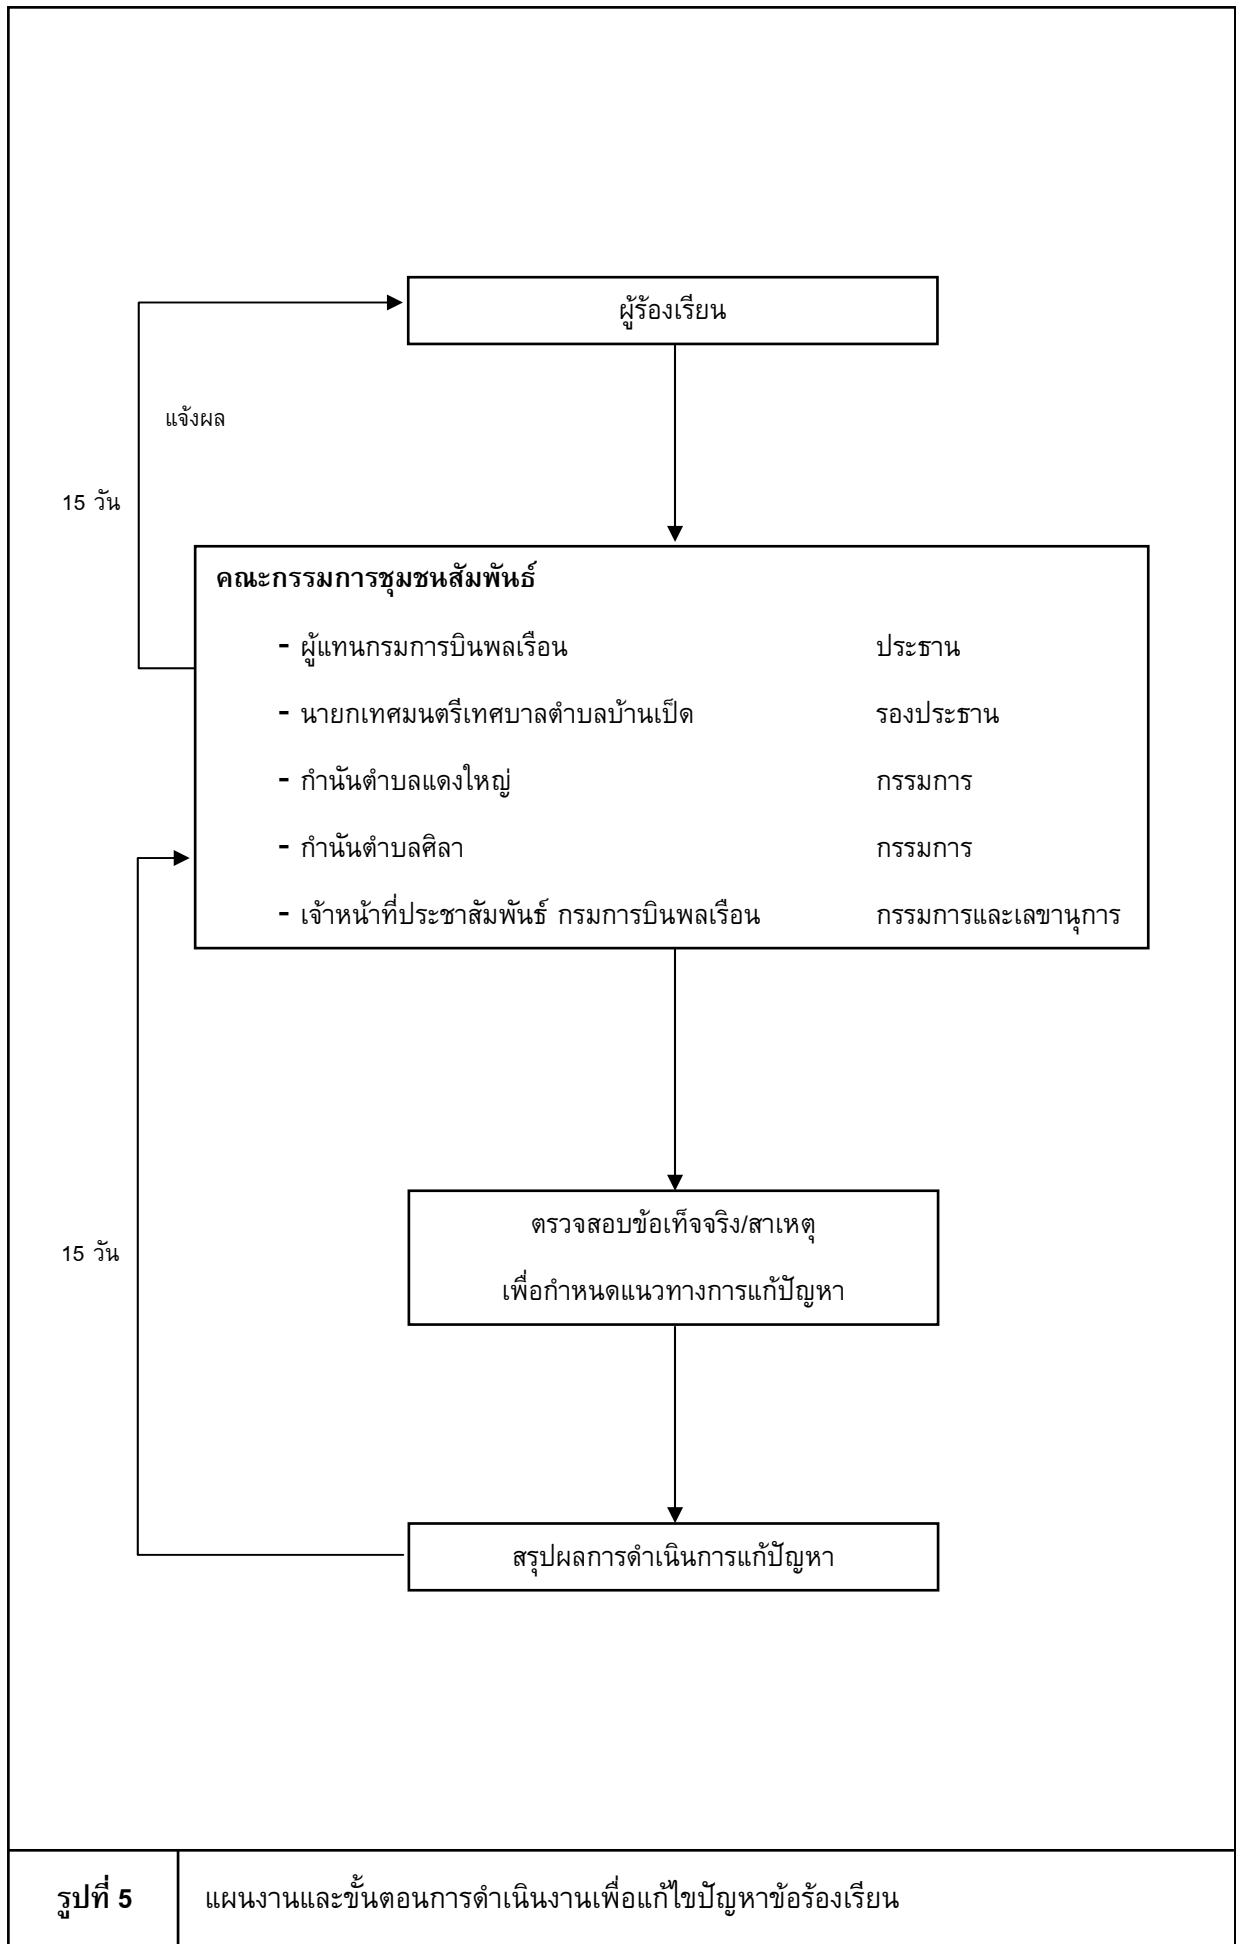 ผู้ร้องเรียน
แจ้งผล
15 วัน
คณะกรรมการชุมชนสัมพันธ์
- ผู้แทนกรมการบินพลเรือน ประธาน
- นายกเทศมนตรีเทศบาลตำบลบ้านเป็ด รองประธาน
- กำนันตำบลแดงใหญ่ กรรมการ
- กำนันตำบลศิลา กรรมการ
- เจ้าหน้าที่ประชาสัมพันธ์ กรมการบินพลเรือน กรรมการและเลขานุการ
ตรวจสอบข้อเท็จจริง/สาเหตุ
15 วัน
เพื่อกำหนดแนวทางการแก้ปัญหา
สรุปผลการดำเนินการแก้ปัญหา
รูปที่ 5 แผนงานและขั้นตอนการดำเนินงานเพื่อแก้ไขปัญหาข้อร้องเรียน